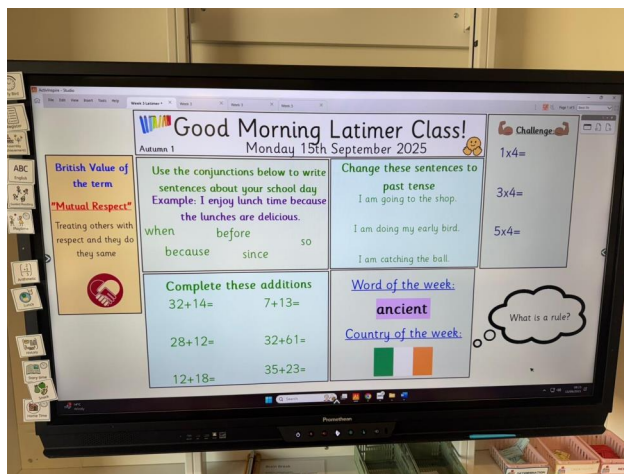 Good Morning Latimer Class!
Autumn 1
Monday 15th September 2025
British Value of
the term
"Mutual Respect"
Treating others with
respect and they do
they same
Use the conjunctions below to write
sentences about your school day
Example: I enjoy lunch time because
the lunches are delicious.
when
before
so
because
since
Change these sentences to
past tense
I am going to the shop.
I am doing my early bird.
I am catching the ball.
Challenge:
1x4=
3x4=
5x4=
Complete these additions
32+14=
7+13=
28+12=
32+61=
12+18=
35+23=
Word of the week:
ancient
Country of the week:
What is a rule?
ABC
Search
Promethean